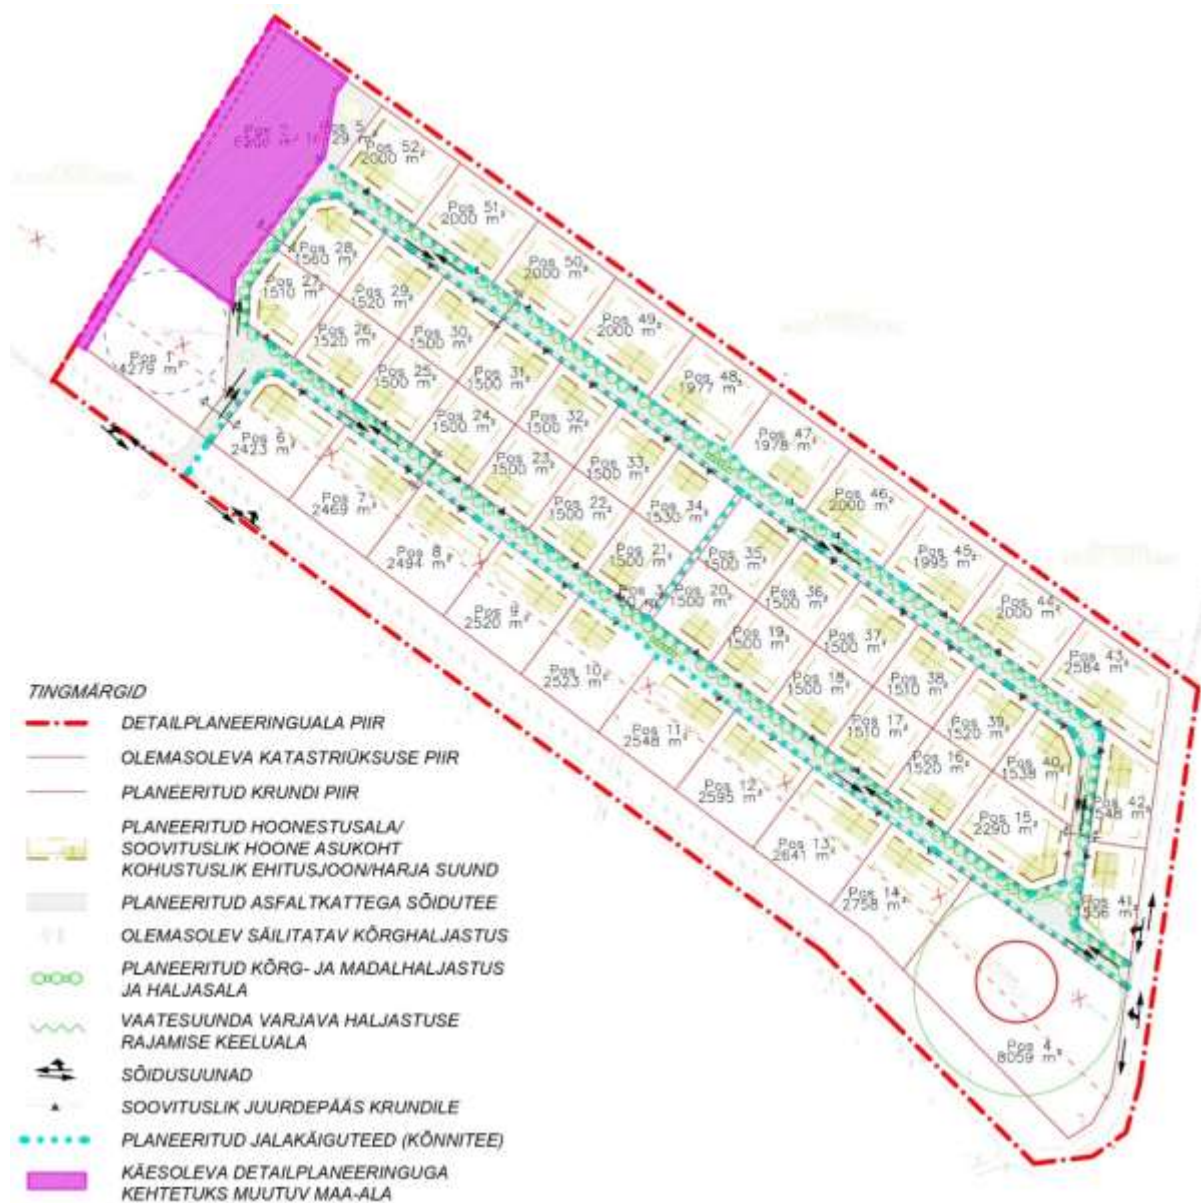 Pos 52
2000 m²
Pos 51
2000 m²
Pos 50
2000 m²
Pos 49
2000 m²
Pos 48
1977 m²
Pos 47
1978 m²
Pos 46
2000 m²
Pos 45
1995 m²
Pos 44
2000 m²
Pos 43
2584 m²
Pos 28
1560 m²
Pos 27
1510 m²
Pos 29
1520 m²
Pos 26
1520 m²
Pos 30
1500 m²
Pos 25
1500 m²
Pos 31
1500 m²
Pos 24
1500 m²
Pos 32
1500 m²
Pos 23
1500 m²
Pos 33
1500 m²
Pos 22
1500 m²
Pos 34
1530 m²
Pos 21
1500 m²
Pos 35
1500 m²
Pos 3
Pos 20
1500 m²
Pos 36
1500 m²
Pos 19
1500 m²
Pos 37
1500 m²
Pos 18
1500 m²
Pos 38
1510 m²
Pos 17
1510 m²
Pos 39
1520 m²
Pos 16
1520 m²
Pos 40
1538 m²
Pos 15
2290 m²
Pos 42
1548 m²
Pos 41
1556 m²
Pos 1
4279 m²
Pos 6
2423 m²
Pos 7
2469 m²
Pos 8
2494 m²
Pos 9
2520 m²
Pos 10
2523 m²
Pos 11
2548 m²
Pos 12
2595 m²
Pos 13
2641 m²
Pos 14
2758 m²
Pos 4
8059 m²
TINGMÄRGID
DETAILPLANEERINGUALA PIIR
OLEMASOLEVA KATASTRIÜKSUSE PIIR
PLANEERITUD KRUNDI PIIR
PLANEERITUD HOONESTUSALA/
SOOVITUSLIK HOONE ASUKOHT
KOHUSTUSLIK EHITUSJOON/HARJA SUUND
PLANEERITUD ASFALTKATTEGA SÕIDUTEE
OLEMASOLEV SÄILITATAV KÕRGHALJASTUS
PLANEERITUD KÕRG- JA MADALHALJASTUS
JA HALJASALA
VAATESUUNDA VARJAVA HALJASTUSE
RAJAMISE KEELUALA
SÕIDUSUUNAD
SOOVITUSLIK JUURDEPÄÄS KRUNDILE
PLANEERITUD JALAKÄIGUTEED (KÕNNITEE)
KÄESOLEVA DETAILPLANEERINGUGA
KEHTETUKS MUUTUV MAA-ALA